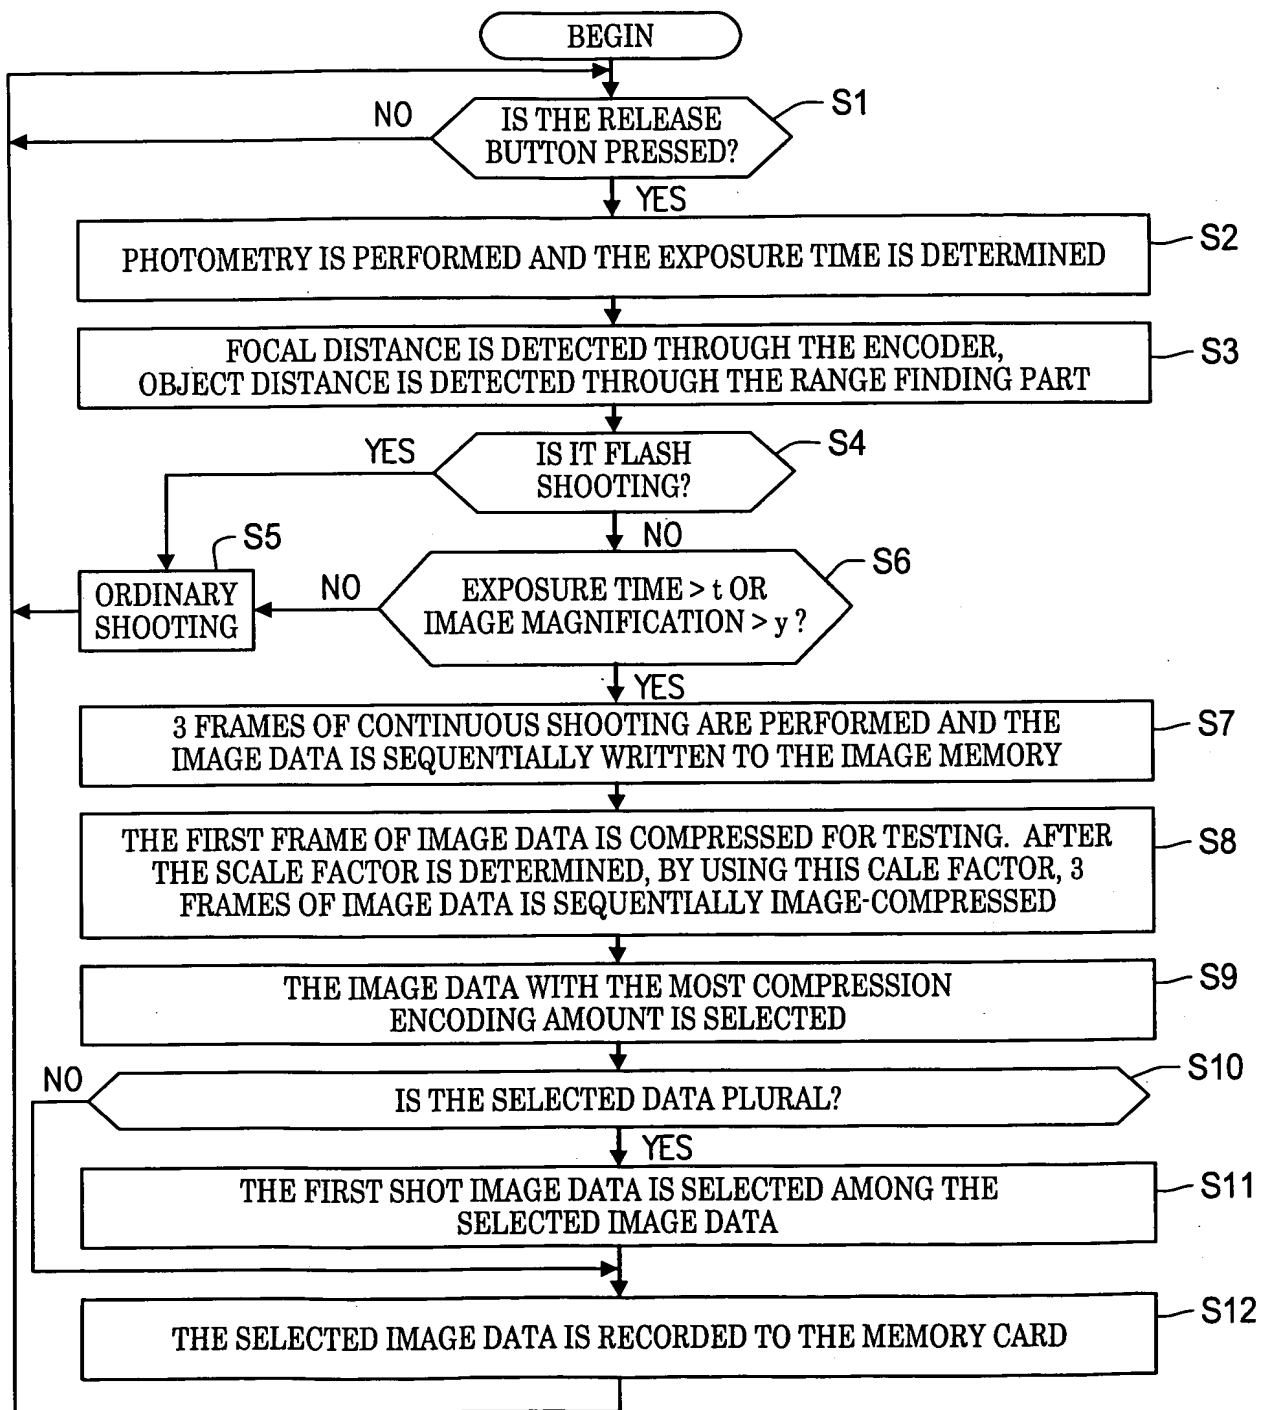 BEGIN
NO
IS THE RELEASE
BUTTON PRESSED?
S1
YES
PHOTOMETRY IS PERFORMED AND THE EXPOSURE TIME IS DETERMINED
S2
FOCAL DISTANCE IS DETECTED THROUGH THE ENCODER,
OBJECT DISTANCE IS DETECTED THROUGH THE RANGE FINDING PART
S3
YES
IS IT FLASH
SHOOTING?
S4
NO
S5
ORDINARY
SHOOTING
NO
EXPOSURE TIME > t OR
IMAGE MAGNIFICATION > y ?
S6
YES
3 FRAMES OF CONTINUOUS SHOOTING ARE PERFORMED AND THE
IMAGE DATA IS SEQUENTIALLY WRITTEN TO THE IMAGE MEMORY
S7
THE FIRST FRAME OF IMAGE DATA IS COMPRESSED FOR TESTING. AFTER
THE SCALE FACTOR IS DETERMINED, BY USING THIS CALE FACTOR, 3
FRAMES OF IMAGE DATA IS SEQUENTIALLY IMAGE-COMPRESSED
S8
THE IMAGE DATA WITH THE MOST COMPRESSION
ENCODING AMOUNT IS SELECTED
S9
NO
IS THE SELECTED DATA PLURAL?
S10
YES
THE FIRST SHOT IMAGE DATA IS SELECTED AMONG THE
SELECTED IMAGE DATA
S11
THE SELECTED IMAGE DATA IS RECORDED TO THE MEMORY CARD
S12